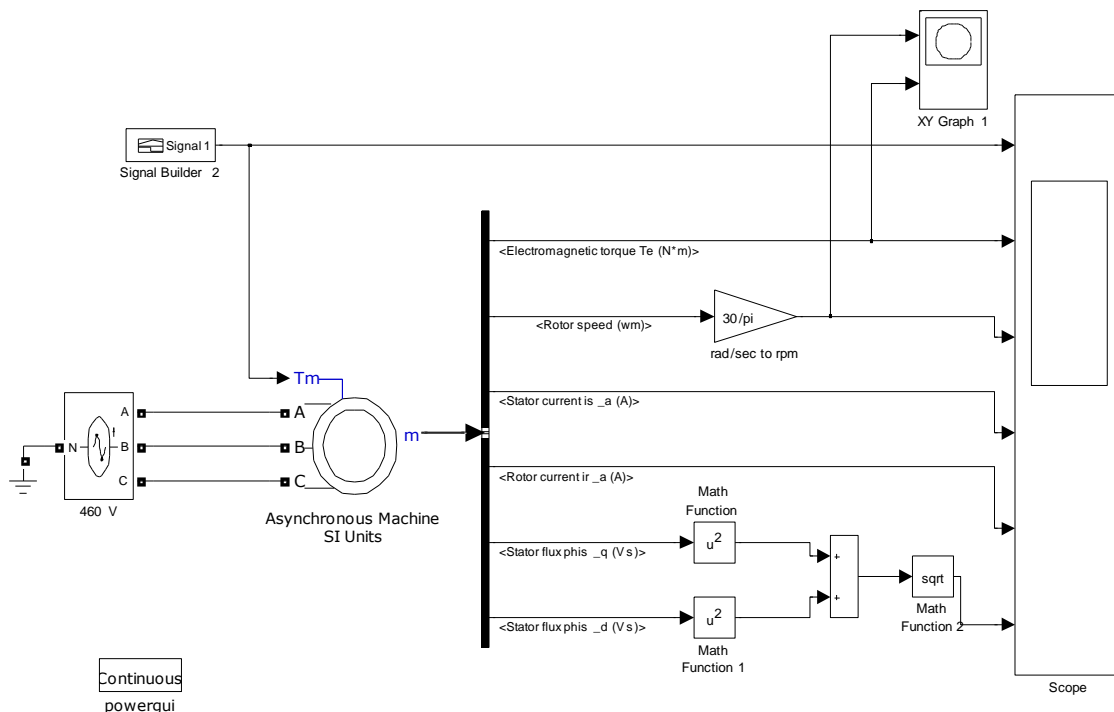 XY Graph 1
Signal 1
Signal Builder 2
<Electromagnetic torque Te (N*m)>
<Rotor speed (wm)>
30/pi
rad/sec to rpm
Tm
<Stator current is _a (A)>
A
A
N
B
B
m
C
C
460 V
Asynchronous Machine
SI Units
<Rotor current ir _a (A)>
Math
Function
u2
<Stator flux phis _q (V s)>
+
+
sqrt
Math
Function 2
<Stator flux phis _d (V s)>
u2
Math
Function 1
Continuous
powergui
Scope